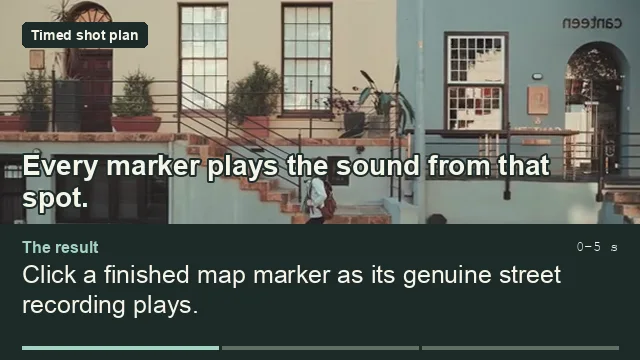 Timed shot plan
canteen
Every marker plays the sound from that
spot.
The result
0–5 s
Click a finished map marker as its genuine street
recording plays.